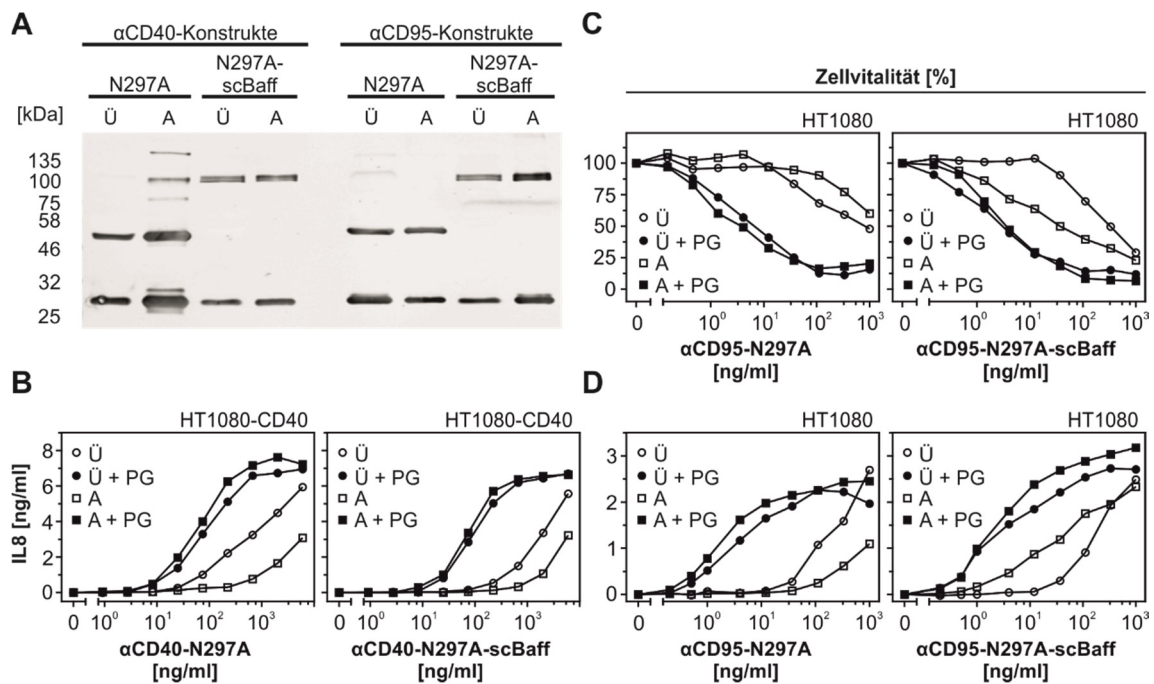 A
αCD40-Konstrukte
αCD95-Konstrukte
N297A
N297A-
scBaff
N297A
N297A-
scBaff
[kDa]
Ü A Ü A Ü A Ü A
135
100
75
58
46
32
25
C
Zellvitalität [%]
HT1080
HT1080
100
75
50
25
0
Ü
Ü + PG
A
A + PG
Ü
Ü + PG
A
A + PG
0 10⁰ 10¹ 10² 10³
0 10⁰ 10¹ 10² 10³
αCD95-N297A
[ng/ml]
αCD95-N297A-scBaff
[ng/ml]
B
HT1080-CD40
HT1080-CD40
IL8 [ng/ml]
8
6
4
2
0
Ü
Ü + PG
A
A + PG
Ü
Ü + PG
A
A + PG
0 10⁰ 10¹ 10² 10³
0 10⁰ 10¹ 10² 10³
αCD40-N297A
[ng/ml]
αCD40-N297A-scBaff
[ng/ml]
D
HT1080
HT1080
3
2
1
0
Ü
Ü + PG
A
A + PG
Ü
Ü + PG
A
A + PG
0 10⁰ 10¹ 10² 10³
0 10⁰ 10¹ 10² 10³
αCD95-N297A
[ng/ml]
αCD95-N297A-scBaff
[ng/ml]